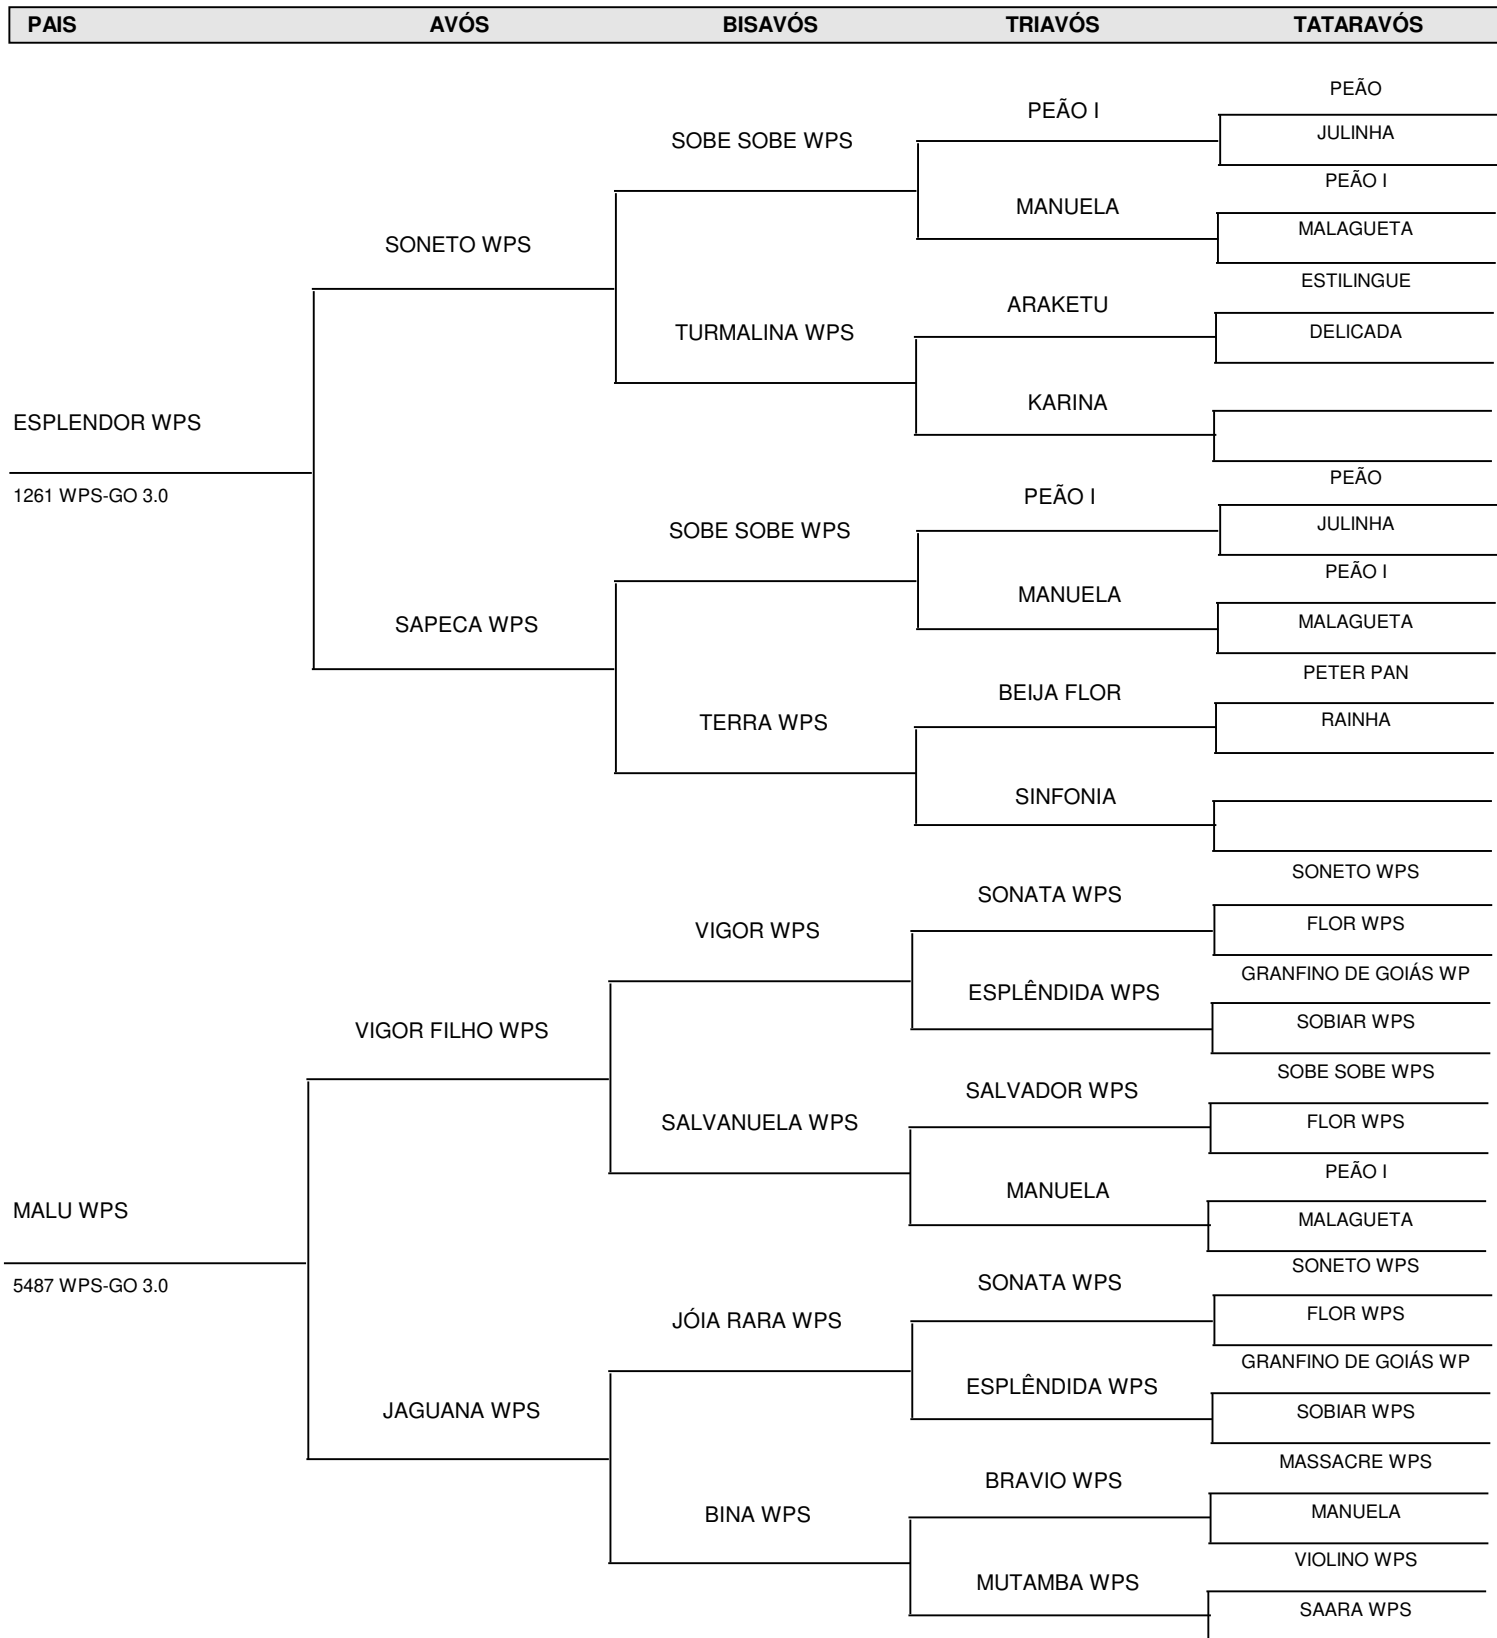 PAIS AVÓS BISAVÓS TRIAVÓS TATARAVÓS
PEÃO
PEÃO I
JULINHA
SOBE SOBE WPS
PEÃO I
MANUELA
MALAGUETA
SONETO WPS
ESTILINGUE
ARAKETU
TURMALINA WPS
DELICADA
KARINA
ESPLENDOR WPS
PEÃO
1261 WPS-GO 3.0
PEÃO I
JULINHA
SOBE SOBE WPS
PEÃO I
MANUELA
MALAGUETA
SAPECA WPS
PETER PAN
BEIJA FLOR
RAINHA
TERRA WPS
SINFONIA
SONETO WPS
SONATA WPS
FLOR WPS
VIGOR WPS
GRANFINO DE GOIÁS WP
ESPLÊNDIDA WPS
SOBIAR WPS
VIGOR FILHO WPS
SOBE SOBE WPS
SALVADOR WPS
FLOR WPS
SALVANUELA WPS
PEÃO I
MANUELA
MALAGUETA
MALU WPS
SONETO WPS
5487 WPS-GO 3.0
SONATA WPS
FLOR WPS
JÓIA RARA WPS
GRANFINO DE GOIÁS WP
ESPLÊNDIDA WPS
SOBIAR WPS
JAGUANA WPS
MASSACRE WPS
BRAVIO WPS
MANUELA
BINA WPS
VIOLINO WPS
MUTAMBA WPS
SAARA WPS